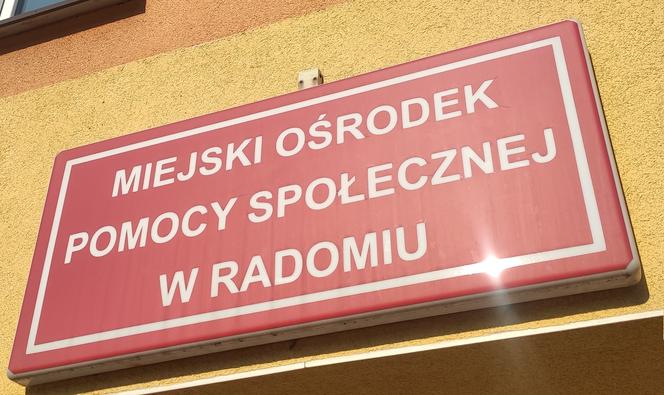 MIEJSKI OŚRODEK
POMOCY SPOŁECZNEJ
W RADOMIU